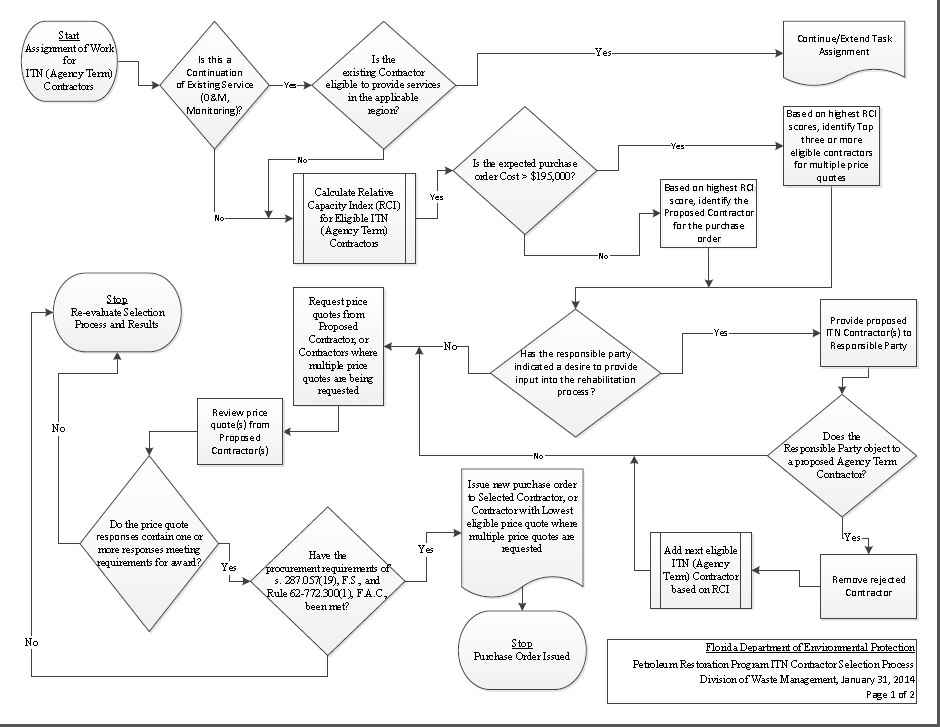 Start
Assignment of Work
for
ITN (Agency Term)
Contractors
Is this a
Continuation
of Existing Service
(O&M,
Monitoring)?
Yes
Is the
existing Contractor
eligible to provide services
in the applicable
region?
Yes
Continue/Extend Task
Assignment
No
No
Calculate Relative
Capacity Index (RCI)
for Eligible ITN
(Agency Term)
Contractors
Yes
Is the expected purchase
order Cost > $195,000?
Yes
Based on highest RCI
scores, identify Top
three or more
eligible contractors
for multiple price
quotes
No
Based on highest RCI
score, identify the
Proposed Contractor
for the purchase
order
Has the responsible party
indicated a desire to provide
input into the rehabilitation
process?
Yes
Provide proposed
ITN Contractor(s) to
Responsible Party
No
Request price
quotes from
Proposed
Contractor, or
Contractors where
multiple price
quotes are being
requested
Does the
Responsible Party object to
a proposed Agency Term
Contractor?
No
Yes
Remove rejected
Contractor
Add next eligible
ITN (Agency
Term) Contractor
based on RCI
Review price
quote(s) from
Proposed
Contractor(s)
Do the price quote
responses contain one or
more responses meeting
requirements for award?
No
Stop
Re-evaluate Selection
Process and Results
Yes
Have the
procurement requirements of
s. 287.057(19), F.S., and
Rule 62-772.300(1), F.A.C.,
been met?
No
Yes
Issue new purchase order
to Selected Contractor, or
Contractor with Lowest
eligible price quote where
multiple price quotes are
requested
Stop
Purchase Order Issued
Florida Department of Environmental Protection
Petroleum Restoration Program ITN Contractor Selection Process
Division of Waste Management, January 31, 2014
Page 1 of 2